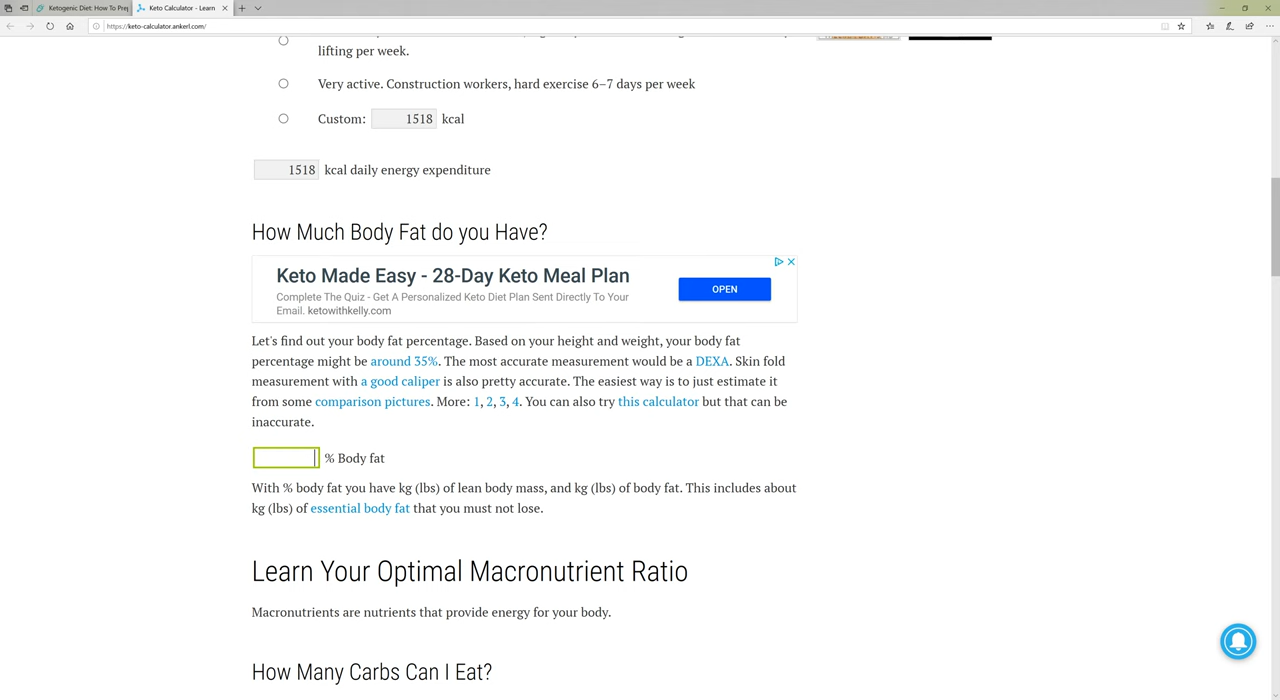 Ketogenic Diet: How To Prep
Keto Calculator - Learn
https://keto-calculator.ankerl.com/
lifting per week.
Very active. Construction workers, hard exercise 6–7 days per week
Custom: 1518 kcal
1518 kcal daily energy expenditure
How Much Body Fat do you Have?
Keto Made Easy - 28-Day Keto Meal Plan
Complete The Quiz - Get A Personalized Keto Diet Plan Sent Directly To Your
Email. ketowithkelly.com
OPEN
Let's find out your body fat percentage. Based on your height and weight, your body fat
percentage might be around 35%. The most accurate measurement would be a DEXA. Skin fold
measurement with a good caliper is also pretty accurate. The easiest way is to just estimate it
from some comparison pictures. More: 1, 2, 3, 4. You can also try this calculator but that can be
inaccurate.
% Body fat
With % body fat you have kg (lbs) of lean body mass, and kg (lbs) of body fat. This includes about
kg (lbs) of essential body fat that you must not lose.
Learn Your Optimal Macronutrient Ratio
Macronutrients are nutrients that provide energy for your body.
How Many Carbs Can I Eat?